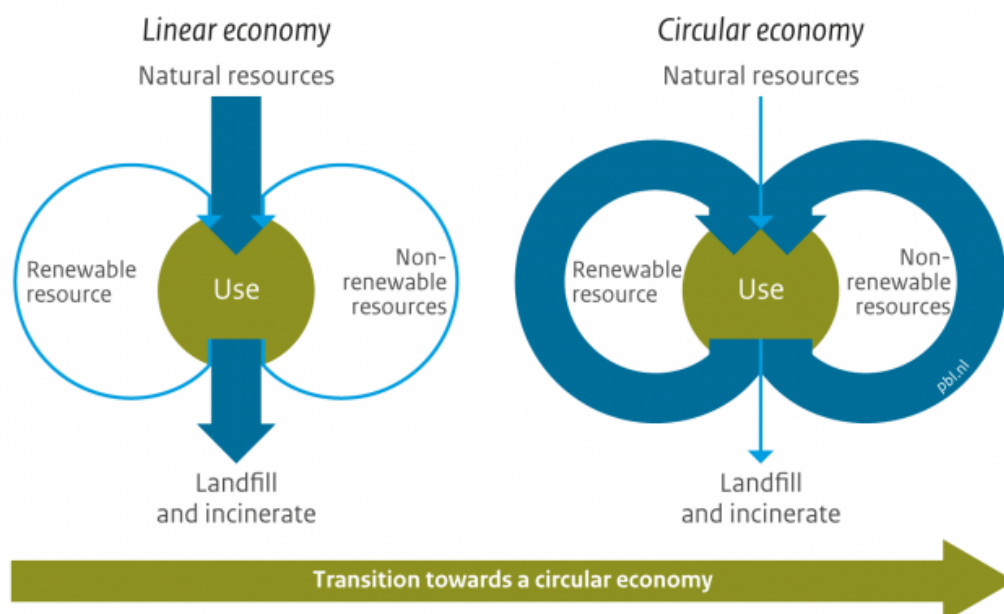 Linear economy
Natural resources
Renewable
resource
Use
Non-
renewable
resources
Landfill
and incinerate
Circular economy
Natural resources
Renewable
resource
Use
Non-
renewable
resources
pbl.nl
Landfill
and incinerate
Transition towards a circular economy